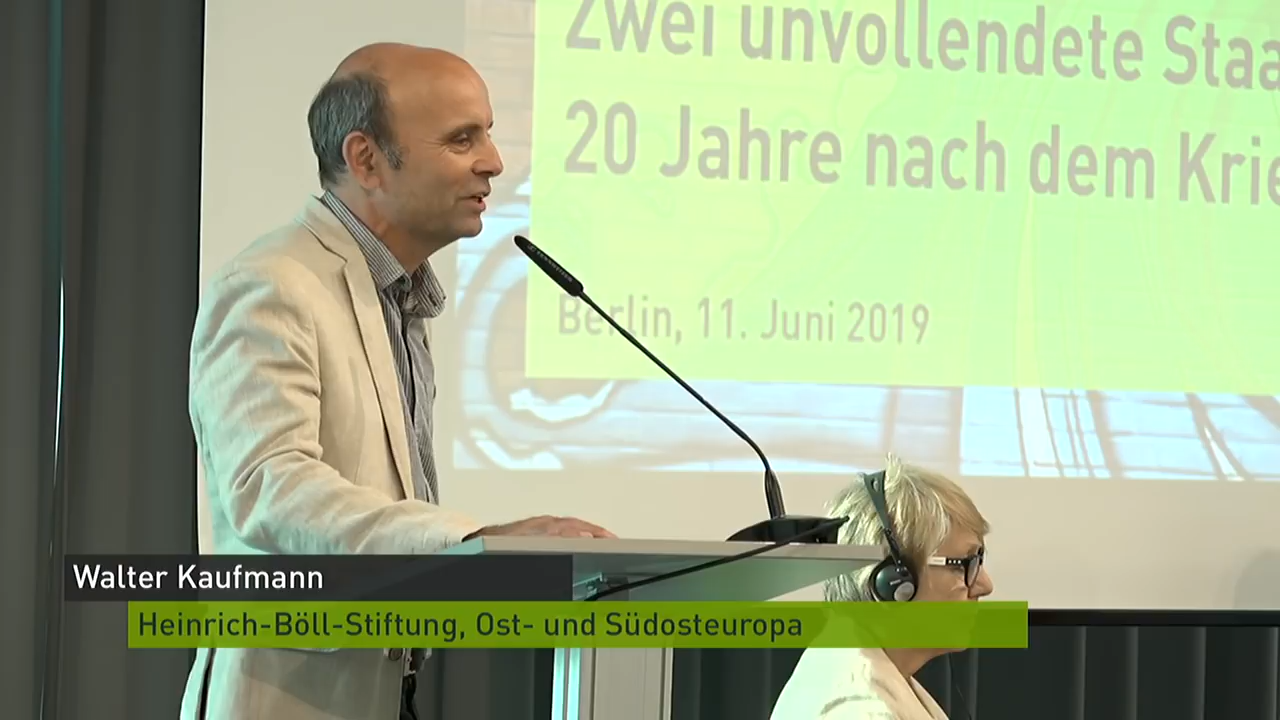 Zwei unvollendete Staa
20 Jahre nach dem Krie
Berlin, 11. Juni 2019
SENNHEISER
Walter Kaufmann
Heinrich-Böll-Stiftung, Ost- und Südosteuropa